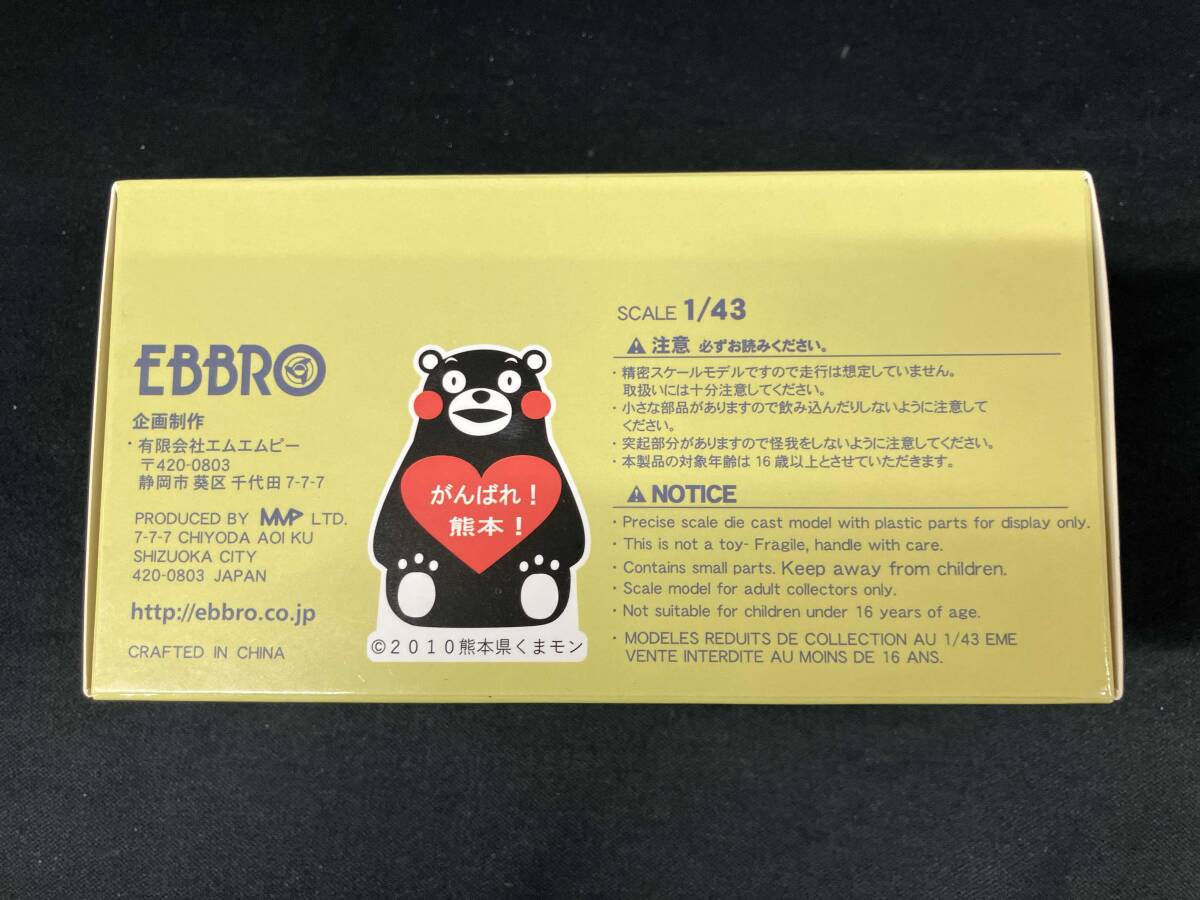 EBBRO
企画制作
・有限会社エムエムピー
〒420-0803
静岡市 葵区 千代田 7-7-7
PRODUCED BY MMP LTD.
7-7-7 CHIYODA AOI KU
SHIZUOKA CITY
420-0803 JAPAN
http://ebbro.co.jp
CRAFTED IN CHINA
がんばれ！
熊本！
©2010熊本県くまモン
SCALE 1/43
注意 必ずお読みください。
・精密スケールモデルですので走行は想定していません。
取扱いには十分注意してください。
・小さな部品がありますので飲み込んだりしないように注意して
ください。
・突起部分がありますので怪我をしないように注意してください。
・本製品の対象年齢は 16 歳以上とさせていただきます。
NOTICE
・Precise scale die cast model with plastic parts for display only.
・This is not a toy- Fragile, handle with care.
・Contains small parts. Keep away from children.
・Scale model for adult collectors only.
・Not suitable for children under 16 years of age.
・MODELES REDUITS DE COLLECTION AU 1/43 EME
VENTE INTERDITE AU MOINS DE 16 ANS.